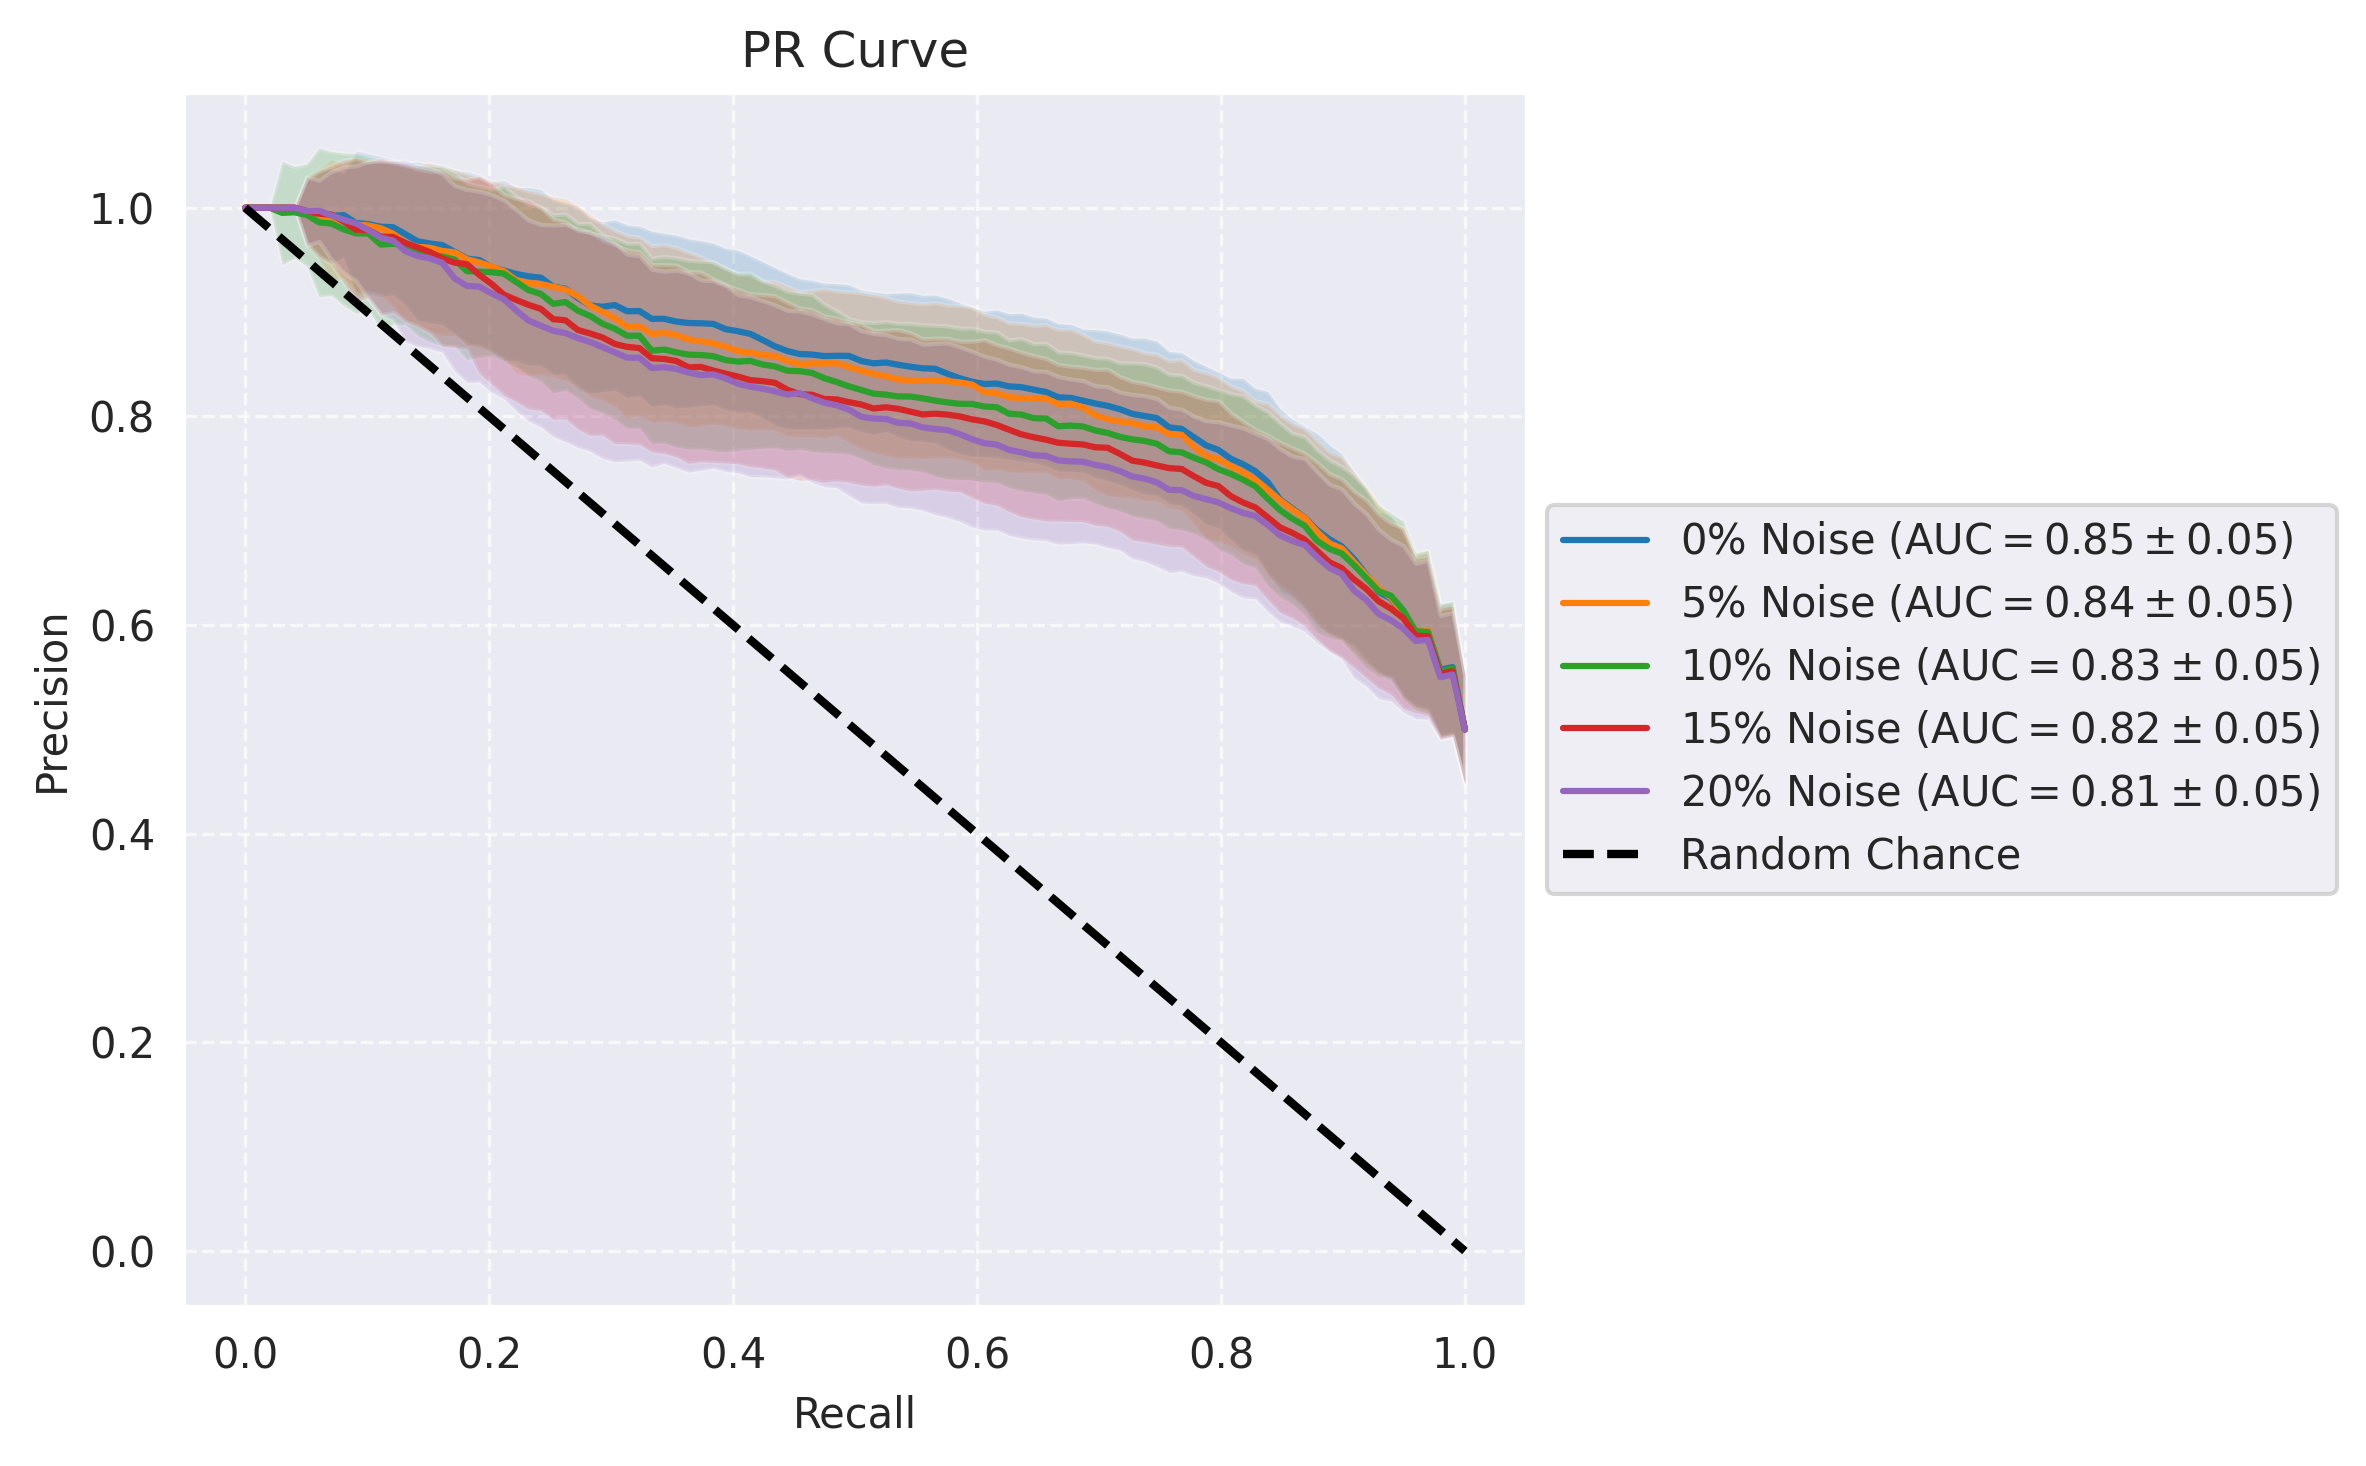 PR Curve
Precision
1.0
0.8
0.6
0.4
0.2
0.0
0.0 0.2 0.4 0.6 0.8 1.0
Recall
0% Noise (AUC = 0.85 ± 0.05)
5% Noise (AUC = 0.84 ± 0.05)
10% Noise (AUC = 0.83 ± 0.05)
15% Noise (AUC = 0.82 ± 0.05)
20% Noise (AUC = 0.81 ± 0.05)
Random Chance